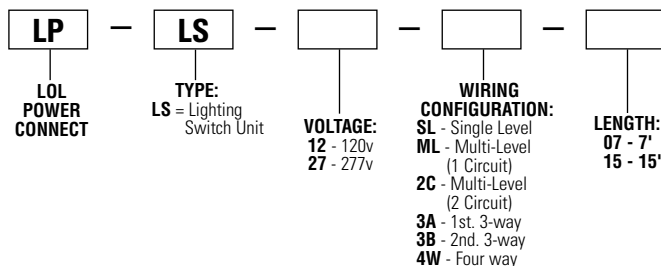 LP – LS – – –
LOL
POWER
CONNECT
TYPE:
LS = Lighting
Switch Unit
VOLTAGE:
12 - 120v
27 - 277v
WIRING
CONFIGURATION:
SL - Single Level
ML - Multi-Level
(1 Circuit)
2C - Multi-Level
(2 Circuit)
3A - 1st. 3-way
3B - 2nd. 3-way
4W - Four way
LENGTH:
07 - 7'
15 - 15'